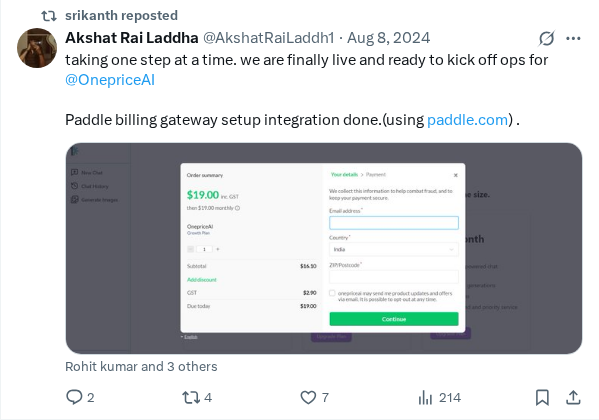 srikanth reposted
Akshat Rai Laddha @AkshatRaiLaddh1 · Aug 8, 2024
taking one step at a time. we are finally live and ready to kick off ops for
@OnepriceAI
Paddle billing gateway setup integration done.(using paddle.com) .
New Chat
Chat History
Generate Images
Order summary
$19.00 inc. GST
then $19.00 monthly
OnepriceAI
Growth Plan
1
Subtotal $16.10
Add discount
GST $2.90
Due today $19.00
Your details > Payment
We collect this information to help combat fraud, and to
keep your payment secure.
Email address*
Country*
India
ZIP/Postcode*
onepriceai may send me product updates and offers
via email. It is possible to opt-out at any time.
Continue
English
e size.
nth
Rohit kumar and 3 others
2 4 7 214